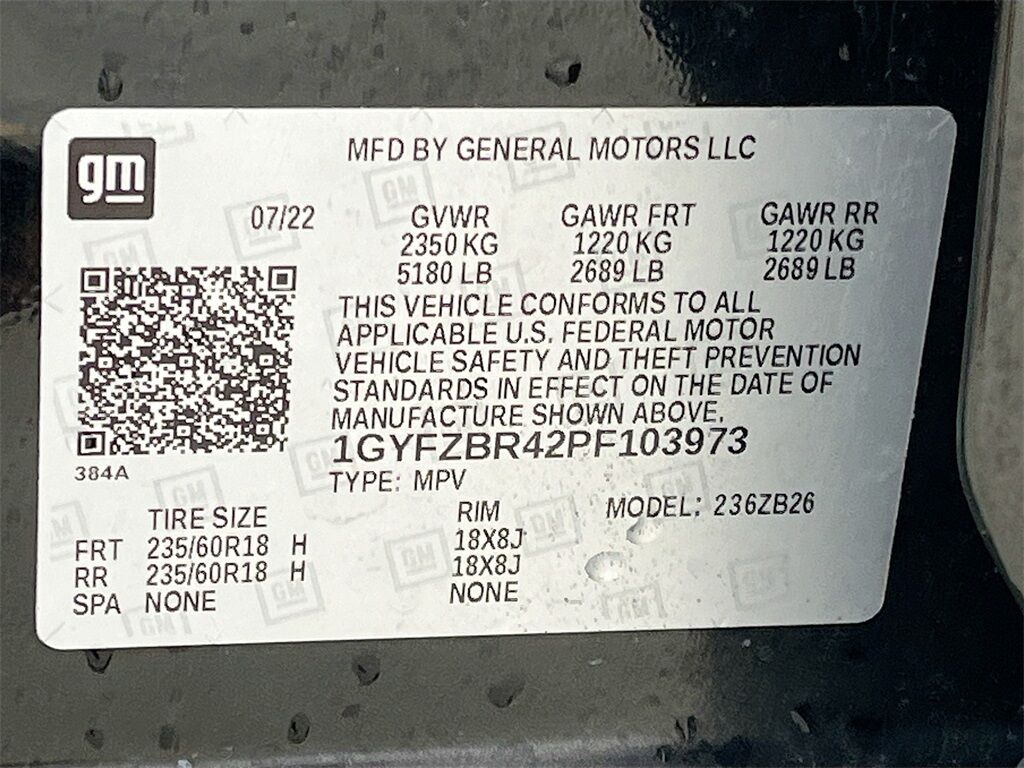 gm
MFD BY GENERAL MOTORS LLC
07/22 GVWR GAWR FRT GAWR RR
2350 KG 1220 KG 1220 KG
5180 LB 2689 LB 2689 LB
THIS VEHICLE CONFORMS TO ALL
APPLICABLE U.S. FEDERAL MOTOR
VEHICLE SAFETY AND THEFT PREVENTION
STANDARDS IN EFFECT ON THE DATE OF
MANUFACTURE SHOWN ABOVE.
1GYFZBR42PF103973
384A
TYPE: MPV
TIRE SIZE RIM MODEL: 236ZB26
FRT 235/60R18 H 18X8J
RR 235/60R18 H 18X8J
SPA NONE NONE